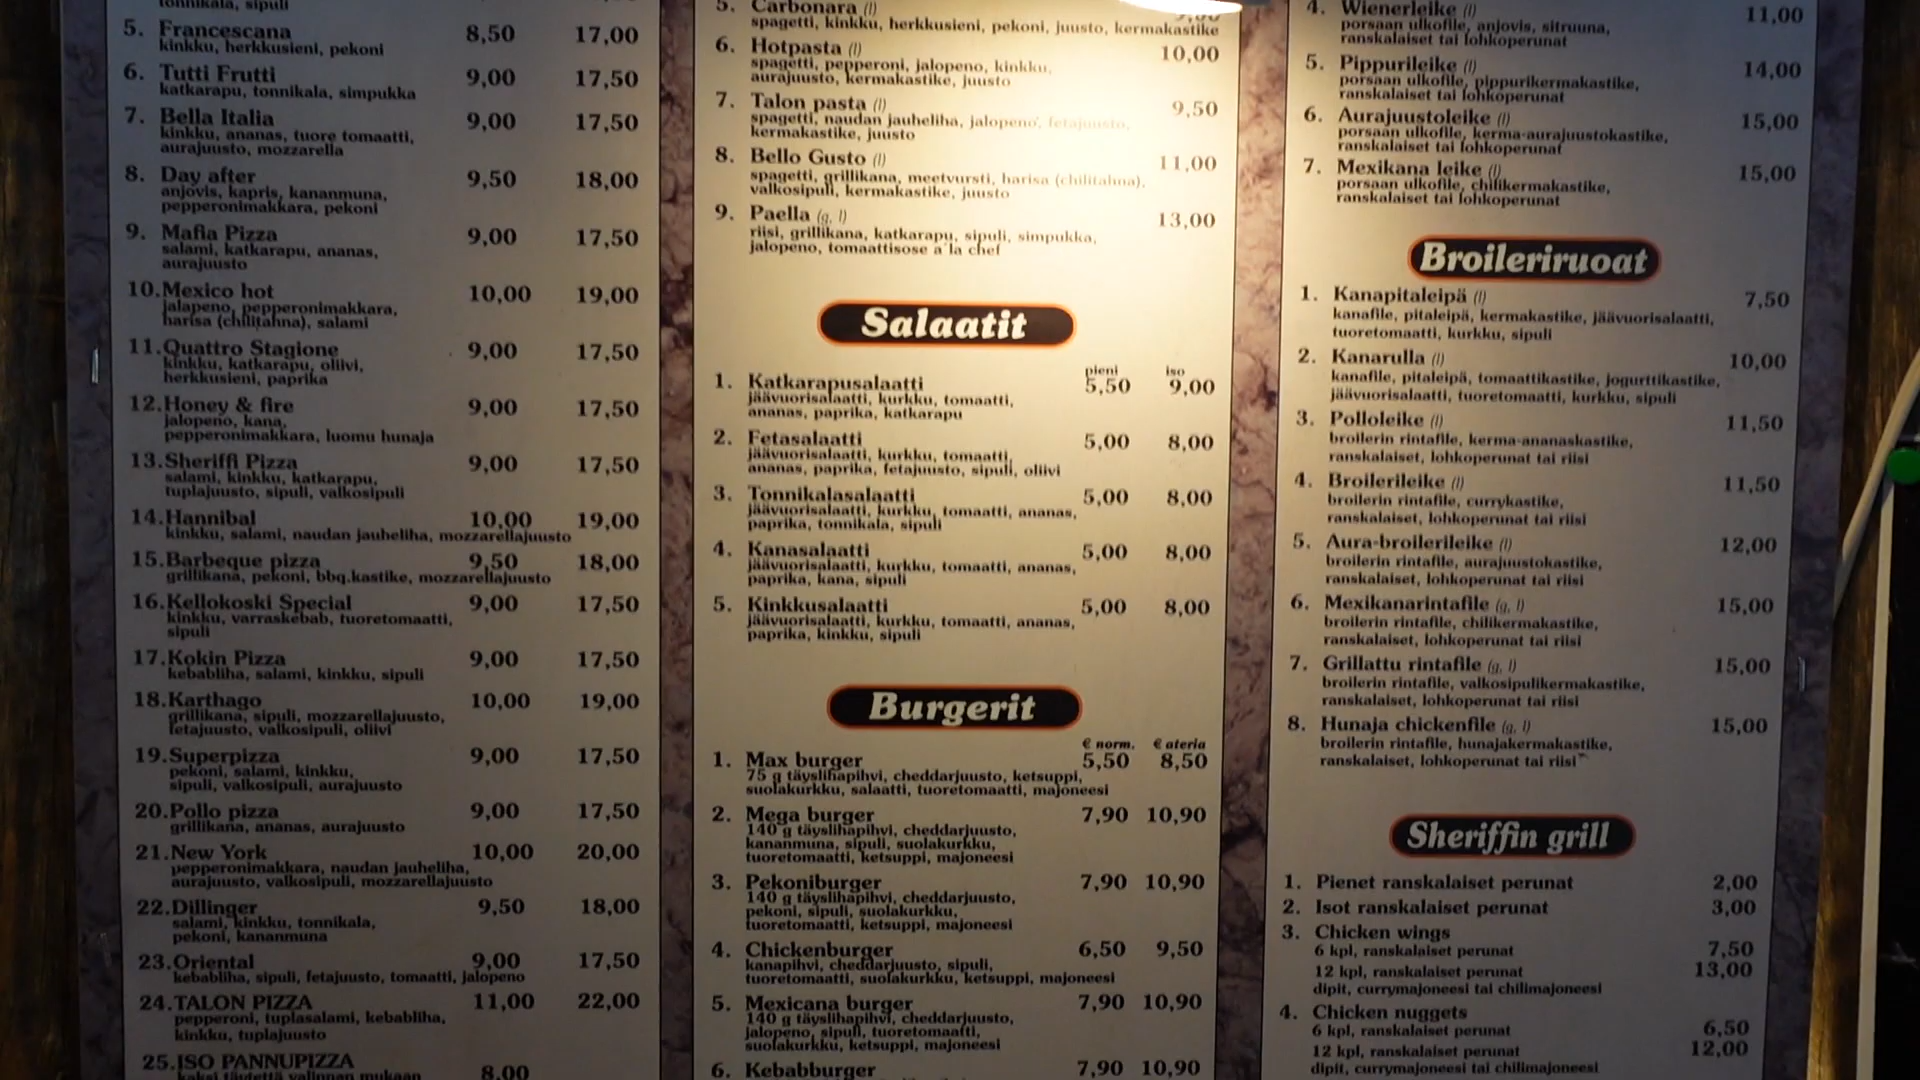 tonnikala, sipuli
5. Francescana 8,50 17,00
kinkku, herkkusieni, pekoni
6. Tutti Frutti 9,00 17,50
katkarapu, tonnikala, simpukka
7. Bella Italia 9,00 17,50
kinkku, ananas, tuore tomaatti,
aurajuusto, mozzarella
8. Day after 9,50 18,00
anjovis, kapris, kananmuna,
pepperonimakkara, pekoni
9. Mafia Pizza 9,00 17,50
salami, katkarapu, ananas,
aurajuusto
10. Mexico hot 10,00 19,00
jalapeno, pepperonimakkara,
harisa (chilitahna), salami
11. Quattro Stagione 9,00 17,50
kinkku, katkarapu, oliivi,
herkkusieni, paprika
12. Honey & fire 9,00 17,50
jalopeno, kana,
pepperonimakkara, luomu hunaja
13. Sheriffi Pizza 9,00 17,50
salami, kinkku, katkarapu,
tuplajuusto, sipuli, valkosipuli
14. Hannibal 10,00 19,00
kinkku, salami, naudan jauheliha, mozzarellajuusto
15. Barbeque pizza 9,50 18,00
grillikana, pekoni, bbq.kastike, mozzarellajuusto
16. Kellokoski Special 9,00 17,50
kinkku, varraskebab, tuoretomaatti,
sipuli
17. Kokin Pizza 9,00 17,50
kebabliha, salami, kinkku, sipuli
18. Karthago 10,00 19,00
grillikana, sipuli, mozzarellajuusto,
fetajuusto, valkosipuli, oliivi
19. Superpizza 9,00 17,50
pekoni, salami, kinkku,
sipuli, valkosipuli, aurajuusto
20. Pollo pizza 9,00 17,50
grillikana, ananas, aurajuusto
21. New York 10,00 20,00
pepperonimakkara, naudan jauheliha,
aurajuusto, valkosipuli, mozzarellajuusto
22. Dillinger 9,50 18,00
salami, kinkku, tonnikala,
pekoni, kananmuna
23. Oriental 9,00 17,50
kebabliha, sipuli, fetajuusto, tomaatti, jalopeno
24. TALON PIZZA 11,00 22,00
pepperoni, tuplasalami, kebabliha,
kinkku, tuplajuusto
25. ISO PANNUPIZZA 8,00
kaksi täytettä valinnan mukaan
5. Carbonara (l) 9,00
spagetti, kinkku, herkkusieni, pekoni, juusto, kermakastike
6. Hotpasta (l) 10,00
spagetti, pepperoni, jalopeno, kinkku,
aurajuusto, kermakastike, juusto
7. Talon pasta (l) 9,50
spagetti, naudan jauheliha, jalopeno, fetajuusto,
kermakastike, juusto
8. Bello Gusto (l) 11,00
spagetti, grillikana, meetvursti, harisa (chilitahna),
valkosipuli, kermakastike, juusto
9. Paella (g, l) 13,00
riisi, grillikana, katkarapu, sipuli, simpukka,
jalopeno, tomaattisose a´la chef
Salaatit
pieni iso
1. Katkarapusalaatti 5,50 9,00
jäävuorisalaatti, kurkku, tomaatti,
ananas, paprika, katkarapu
2. Fetasalaatti 5,00 8,00
jäävuorisalaatti, kurkku, tomaatti,
ananas, paprika, fetajuusto, sipuli, oliivi
3. Tonnikalasalaatti 5,00 8,00
jäävuorisalaatti, kurkku, tomaatti, ananas,
paprika, tonnikala, sipuli
4. Kanasalaatti 5,00 8,00
jäävuorisalaatti, kurkku, tomaatti, ananas,
paprika, kana, sipuli
5. Kinkkusalaatti 5,00 8,00
jäävuorisalaatti, kurkku, tomaatti, ananas,
paprika, kinkku, sipuli
Burgerit
€ norm. € ateria
1. Max burger 5,50 8,50
75 g täyslihapihvi, cheddarjuusto, ketsuppi,
suolakurkku, salaatti, tuoretomaatti, majoneesi
2. Mega burger 7,90 10,90
140 g täyslihapihvi, cheddarjuusto,
kananmuna, sipuli, suolakurkku,
tuoretomaatti, ketsuppi, majoneesi
3. Pekoniburger 7,90 10,90
140 g täyslihapihvi, cheddarjuusto,
pekoni, sipuli, suolakurkku,
tuoretomaatti, ketsuppi, majoneesi
4. Chickenburger 6,50 9,50
kanapihvi, cheddarjuusto, sipuli,
tuoretomaatti, suolakurkku, ketsuppi, majoneesi
5. Mexicana burger 7,90 10,90
140 g täyslihapihvi, cheddarjuusto,
jalopeno, sipuli, tuoretomaatti,
suolakurkku, ketsuppi, majoneesi
6. Kebabburger 7,90 10,90
4. Wienerleike (l) 11,00
porsaan ulkofile, anjovis, sitruuna,
ranskalaiset tai lohkoperunat
5. Pippurileike (l) 14,00
porsaan ulkofile, pippurikermakastike,
ranskalaiset tai lohkoperunat
6. Aurajuustoleike (l) 15,00
porsaan ulkofile, kerma-aurajuustokastike,
ranskalaiset tai lohkoperunat
7. Mexikana leike (l) 15,00
porsaan ulkofile, chilikermakastike,
ranskalaiset tai lohkoperunat
Broileriruoat
1. Kanapitaleipä (l) 7,50
kanafile, pitaleipä, kermakastike, jäävuorisalaatti,
tuoretomaatti, kurkku, sipuli
2. Kanarulla (l) 10,00
kanafile, pitaleipä, tomaattikastike, jogurttikastike,
jäävuorisalaatti, tuoretomaatti, kurkku, sipuli
3. Polloleike (l) 11,50
broilerin rintafile, kerma-ananaskastike,
ranskalaiset, lohkoperunat tai riisi
4. Broilerileike (l) 11,50
broilerin rintafile, currykastike,
ranskalaiset, lohkoperunat tai riisi
5. Aura-broilerileike (l) 12,00
broilerin rintafile, aurajuustokastike,
ranskalaiset, lohkoperunat tai riisi
6. Mexikanarintafile (g, l) 15,00
broilerin rintafile, chilikermakastike,
ranskalaiset, lohkoperunat tai riisi
7. Grillattu rintafile (g, l) 15,00
broilerin rintafile, valkosipulikermakastike,
ranskalaiset, lohkoperunat tai riisi
8. Hunaja chickenfile (g, l) 15,00
broilerin rintafile, hunajakermakastike,
ranskalaiset, lohkoperunat tai riisi
Sheriffin grill
1. Pienet ranskalaiset perunat 2,00
2. Isot ranskalaiset perunat 3,00
3. Chicken wings
6 kpl, ranskalaiset perunat 7,50
12 kpl, ranskalaiset perunat 13,00
dipit, currymajoneesi tai chilimajoneesi
4. Chicken nuggets
6 kpl, ranskalaiset perunat 6,50
12 kpl, ranskalaiset perunat 12,00
dipit, currymajoneesi tai chilimajoneesi